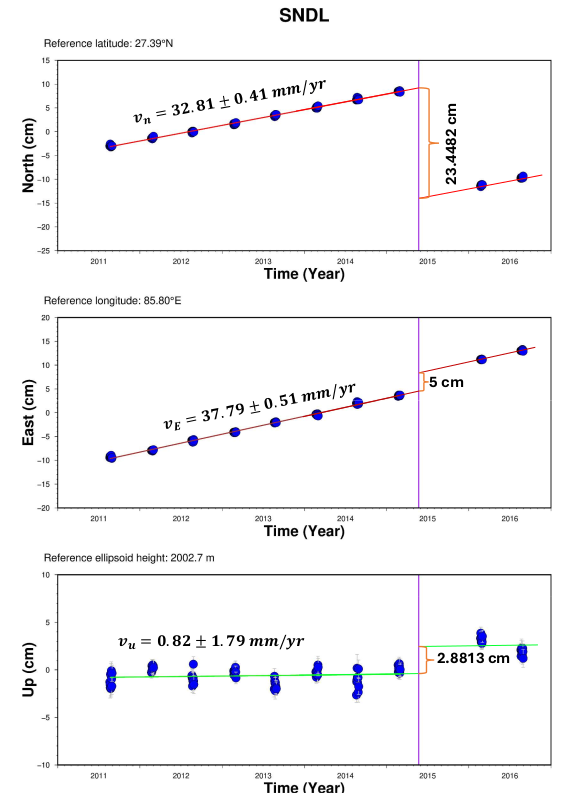 SNDL
Reference latitude: 27.39°N
15
10
5
0
−5
−10
−15
−20
−25
North (cm)
v_n = 32.81 ± 0.41 mm/yr
23.4482 cm
2011 2012 2013 2014 2015 2016
Time (Year)
Reference longitude: 85.80°E
20
15
10
5
0
−5
−10
−15
−20
East (cm)
v_E = 37.79 ± 0.51 mm/yr
5 cm
2011 2012 2013 2014 2015 2016
Time (Year)
Reference ellipsoid height: 2002.7 m
10
5
0
−5
−10
Up (cm)
v_u = 0.82 ± 1.79 mm/yr
2.8813 cm
2011 2012 2013 2014 2015 2016
Time (Year)